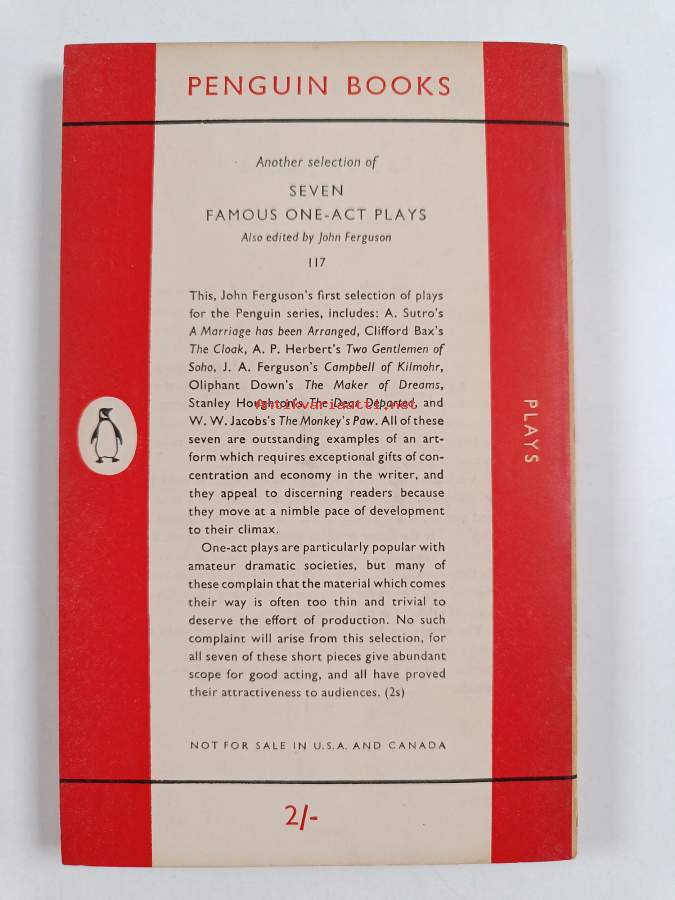 PENGUIN BOOKS
Another selection of
SEVEN
FAMOUS ONE-ACT PLAYS
Also edited by John Ferguson
117
This, John Ferguson's first selection of plays
for the Penguin series, includes: A. Sutro's
A Marriage has been Arranged, Clifford Bax's
The Cloak, A. P. Herbert's Two Gentlemen of
Soho, J. A. Ferguson's Campbell of Kilmohr,
Oliphant Down's The Maker of Dreams,
Stanley Houghton's The Dear Departed, and
antikvariaatti.net
W. W. Jacobs's The Monkey's Paw. All of these
seven are outstanding examples of an art-
form which requires exceptional gifts of con-
centration and economy in the writer, and
they appeal to discerning readers because
they move at a nimble pace of development
to their climax.
One-act plays are particularly popular with
amateur dramatic societies, but many of
these complain that the material which comes
their way is often too thin and trivial to
deserve the effort of production. No such
complaint will arise from this selection, for
all seven of these short pieces give abundant
scope for good acting, and all have proved
their attractiveness to audiences. (2s)
NOT FOR SALE IN U.S.A. AND CANADA
2/-
PLAYS